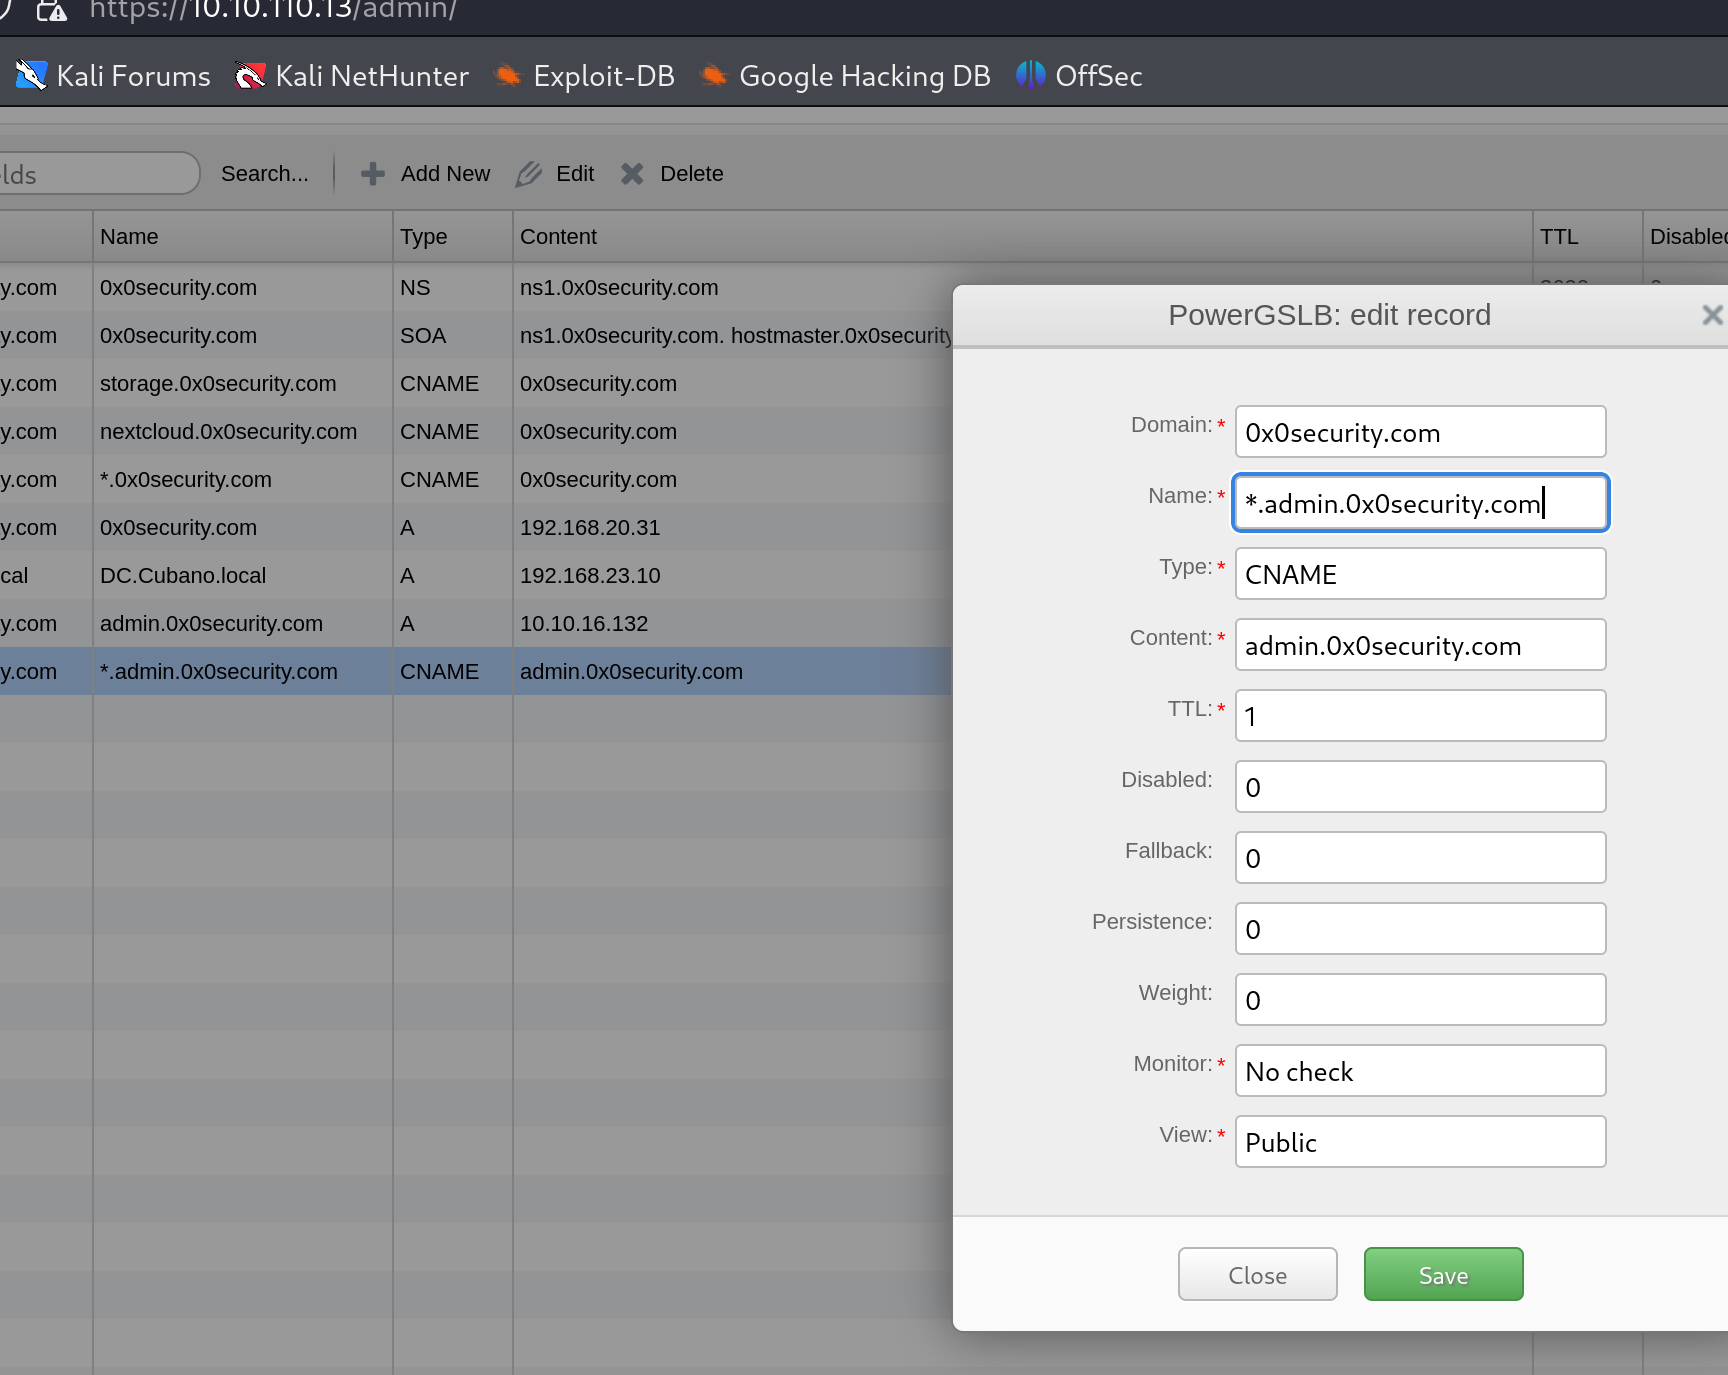 https://10.10.110.13/admin/
Kali Forums Kali NetHunter Exploit-DB Google Hacking DB OffSec
lds Search... Add New Edit Delete
Name Type Content TTL Disabled
y.com 0x0security.com NS ns1.0x0security.com
y.com 0x0security.com SOA ns1.0x0security.com. hostmaster.0x0security
y.com storage.0x0security.com CNAME 0x0security.com
y.com nextcloud.0x0security.com CNAME 0x0security.com
y.com *.0x0security.com CNAME 0x0security.com
y.com 0x0security.com A 192.168.20.31
cal DC.Cubano.local A 192.168.23.10
y.com admin.0x0security.com A 10.10.16.132
y.com *.admin.0x0security.com CNAME admin.0x0security.com
PowerGSLB: edit record
Domain:* 0x0security.com
Name:* *.admin.0x0security.com
Type:* CNAME
Content:* admin.0x0security.com
TTL:* 1
Disabled: 0
Fallback: 0
Persistence: 0
Weight: 0
Monitor:* No check
View:* Public
Close Save